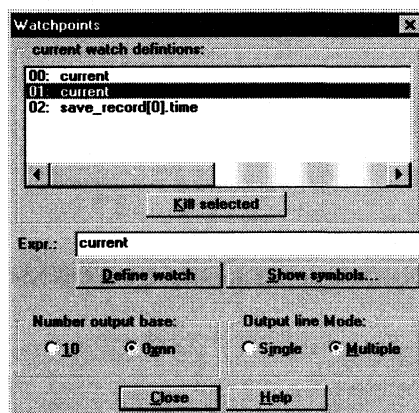 Watchpoints
current watch defintions:
00: current
01: current
02: save_record[0].time
Kill selected
Expr.: current
Define watch Show symbols...
Number output base: Output line Mode:
10 0xnn Single Multiple
Close Help